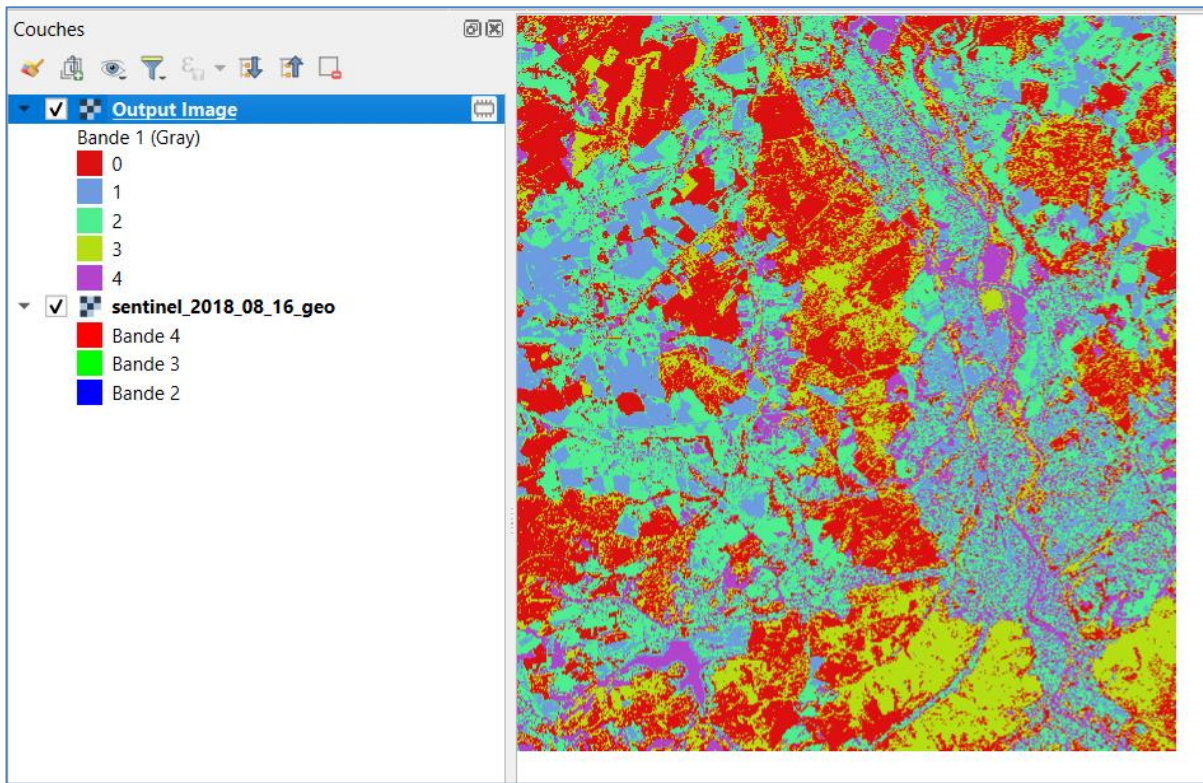 Couches
Output Image
Bande 1 (Gray)
0
1
2
3
4
sentinel_2018_08_16_geo
Bande 4
Bande 3
Bande 2